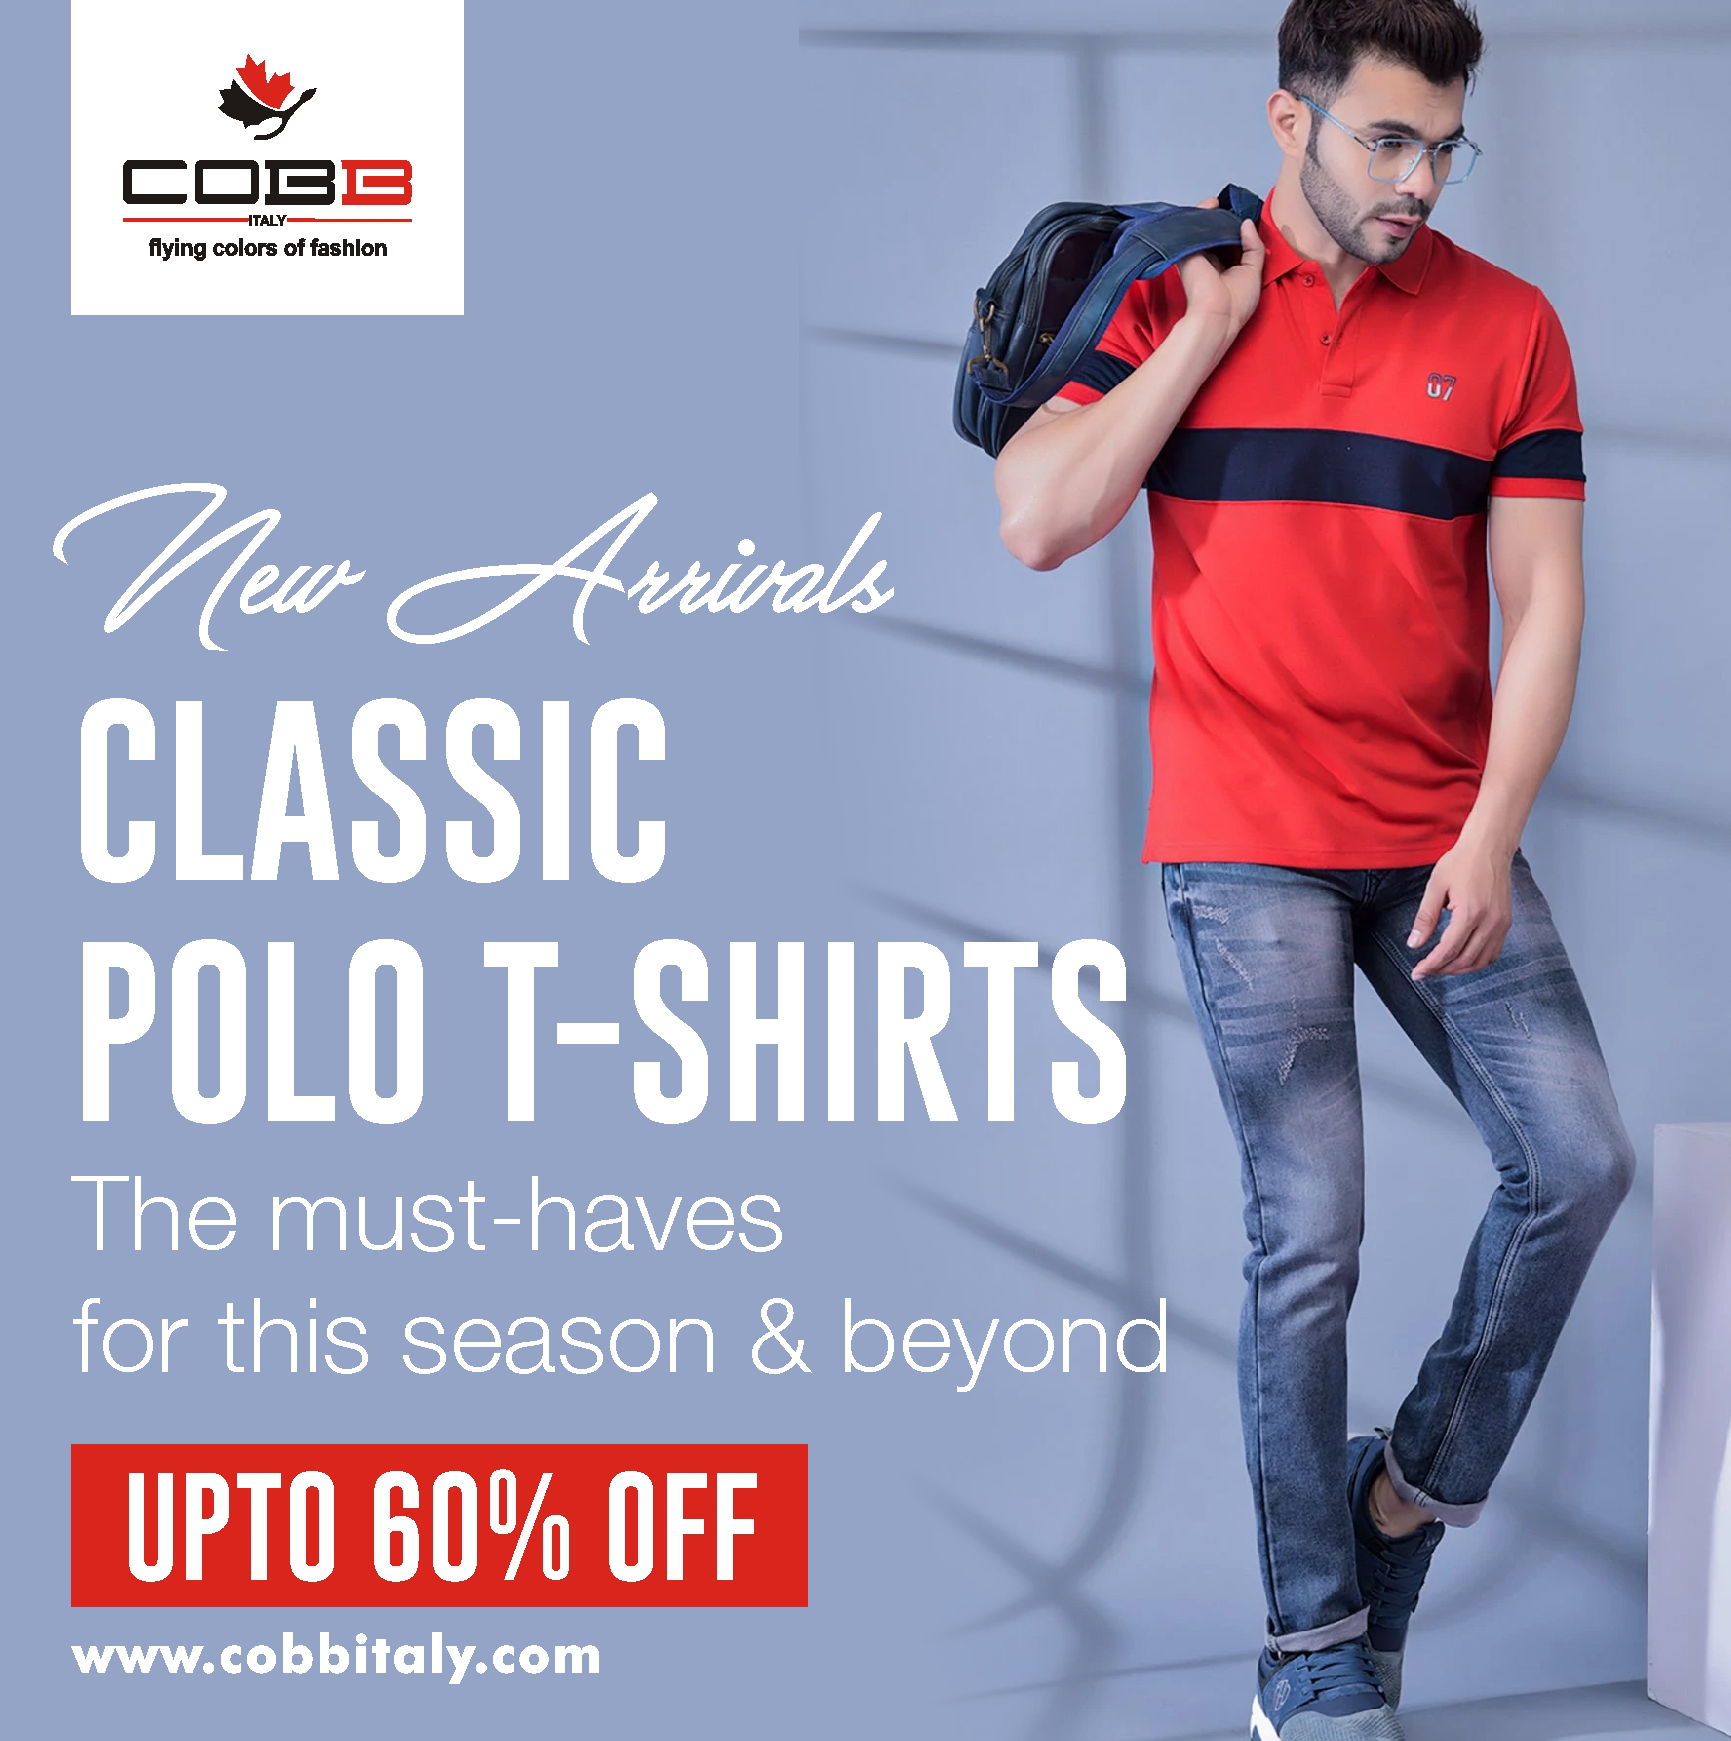 COBB
ITALY
flying colors of fashion
07
New Arrivals
CLASSIC
POLO T-SHIRTS
The must-haves
for this season & beyond
UPTO 60% OFF
www.cobbitaly.com